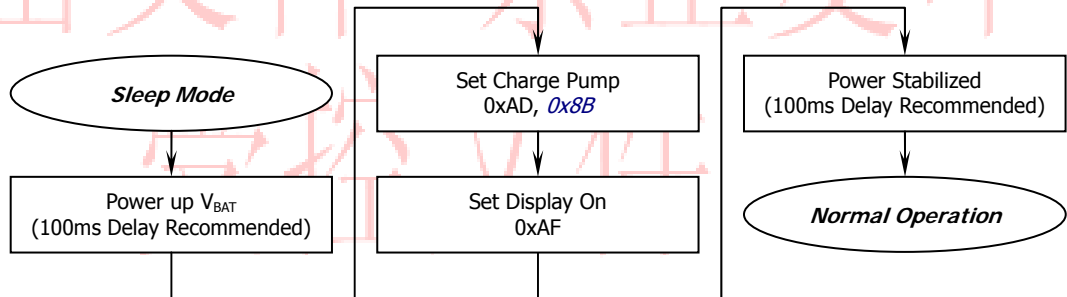 Sleep Mode
Power up VBAT
(100ms Delay Recommended)
Set Charge Pump
0xAD, 0x8B
Set Display On
0xAF
Power Stabilized
(100ms Delay Recommended)
Normal Operation